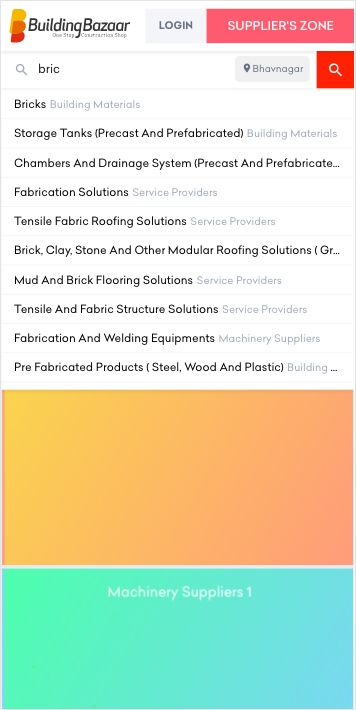 BuildingBazaar
One Stop Construction Shop
LOGIN
SUPPLIER'S ZONE
bric
Bhavnagar
Bricks Building Materials
Storage Tanks (Precast And Prefabricated) Building Materials
Chambers And Drainage System (Precast And Prefabricate...
Fabrication Solutions Service Providers
Tensile Fabric Roofing Solutions Service Providers
Brick, Clay, Stone And Other Modular Roofing Solutions ( Gr...
Mud And Brick Flooring Solutions Service Providers
Tensile And Fabric Structure Solutions Service Providers
Fabrication And Welding Equipments Machinery Suppliers
Pre Fabricated Products ( Steel, Wood And Plastic) Building ...
Machinery Suppliers 1